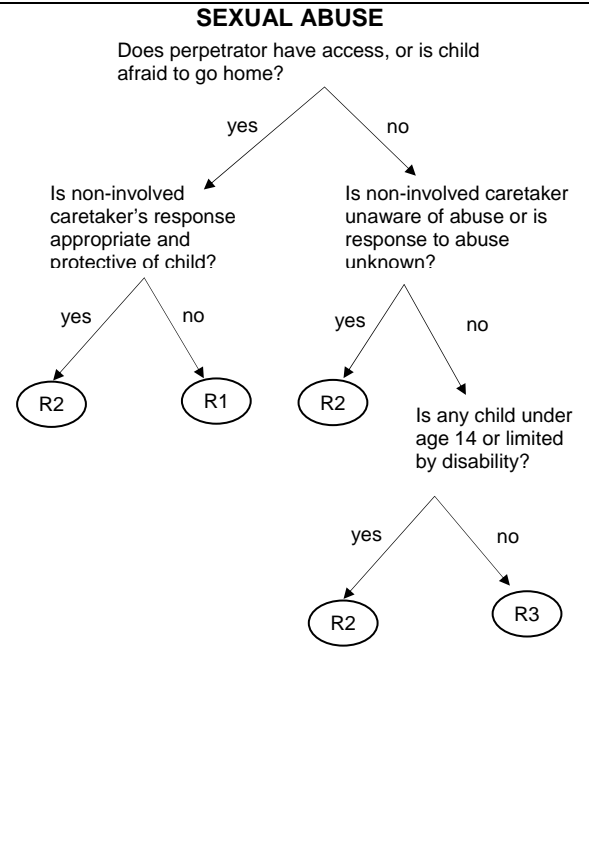 SEXUAL ABUSE
Does perpetrator have access, or is child
afraid to go home?
yes
no
Is non-involved
caretaker's response
appropriate and
protective of child?
Is non-involved caretaker
unaware of abuse or is
response to abuse
unknown?
yes
no
yes
no
R2
R1
R2
Is any child under
age 14 or limited
by disability?
yes
no
R2
R3